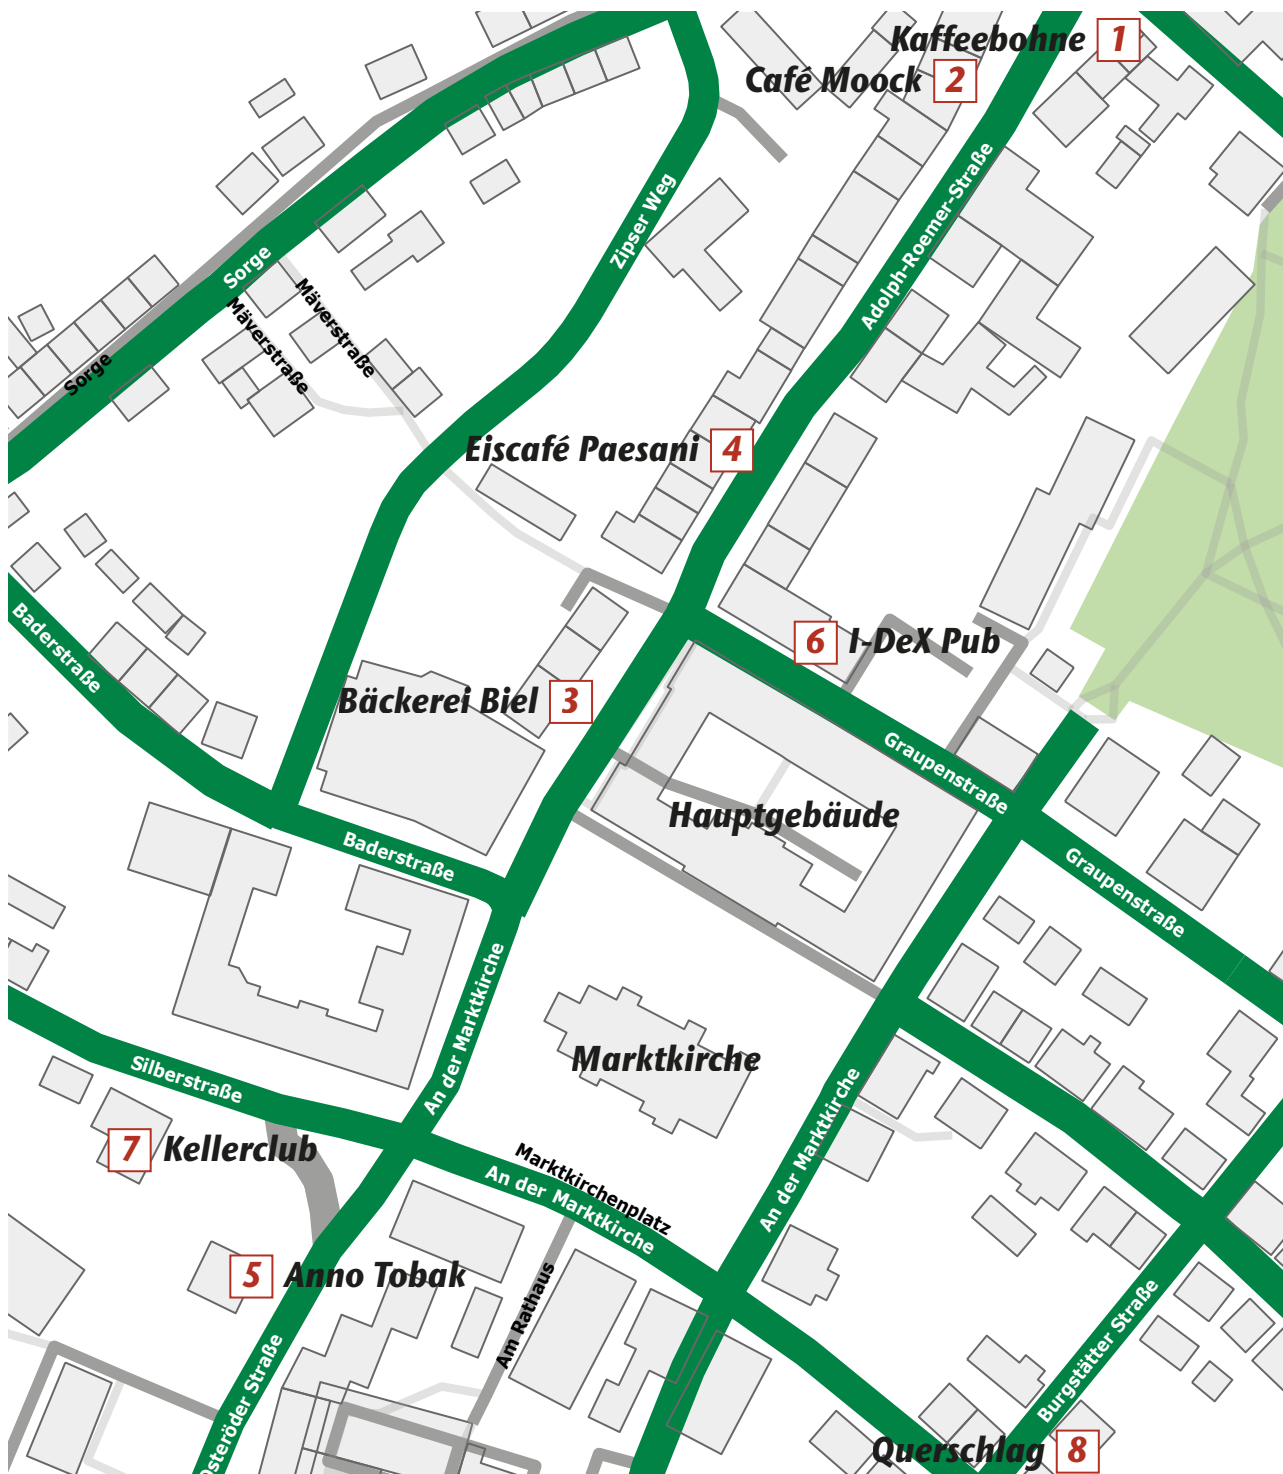 Kaffeebohne 1
Café Moock 2
Adolph-Roemer-Straße
Zipser Weg
Sorge
Mäverstraße
Mäverstraße
Sorge
Eiscafé Paesani 4
Baderstraße
6 I-DeX Pub
Bäckerei Biel 3
Graupenstraße
Hauptgebäude
Baderstraße
Graupenstraße
An der Marktkirche
Marktkirche
Silberstraße
An der Marktkirche
7 Kellerclub
Marktkirchenplatz
An der Marktkirche
5 Anno Tobak
Am Rathaus
Burgstätter Straße
Osteröder Straße
Querschlag 8